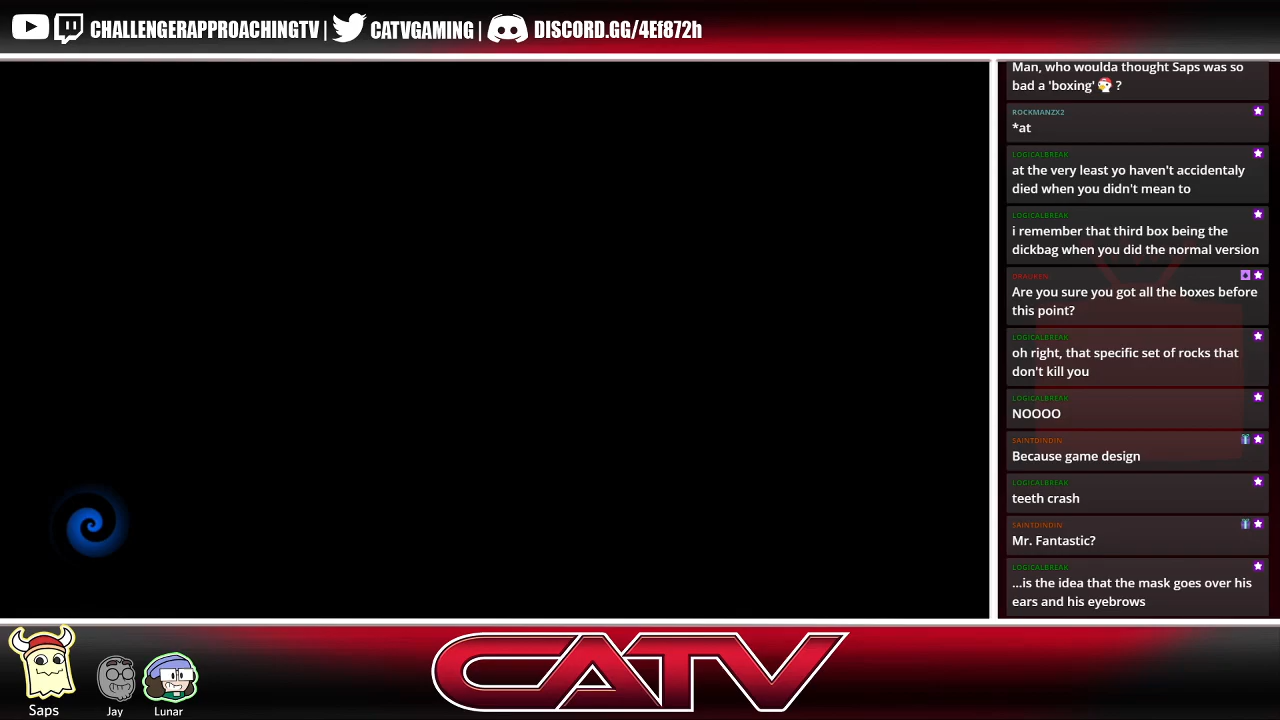 CHALLENGERAPPROACHINGTV | CATVGAMING | DISCORD.GG/4Ef872h
Man, who woulda thought Saps was so
bad a 'boxing' ?
ROCKMANZX2
*at
LOGICALBREAK
at the very least yo haven't accidentaly
died when you didn't mean to
LOGICALBREAK
i remember that third box being the
dickbag when you did the normal version
DRAUKEN
Are you sure you got all the boxes before
this point?
LOGICALBREAK
oh right, that specific set of rocks that
don't kill you
LOGICALBREAK
NOOOO
SAINTDINDIN
Because game design
LOGICALBREAK
teeth crash
SAINTDINDIN
Mr. Fantastic?
LOGICALBREAK
...is the idea that the mask goes over his
ears and his eyebrows
CATV
Saps
Jay
Lunar